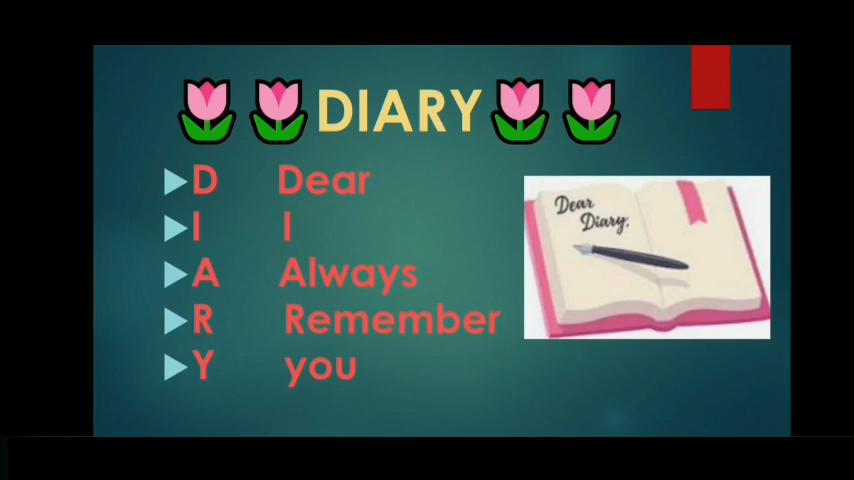 DIARY
D Dear
I I
A Always
R Remember
Y you
Dear
Diary,